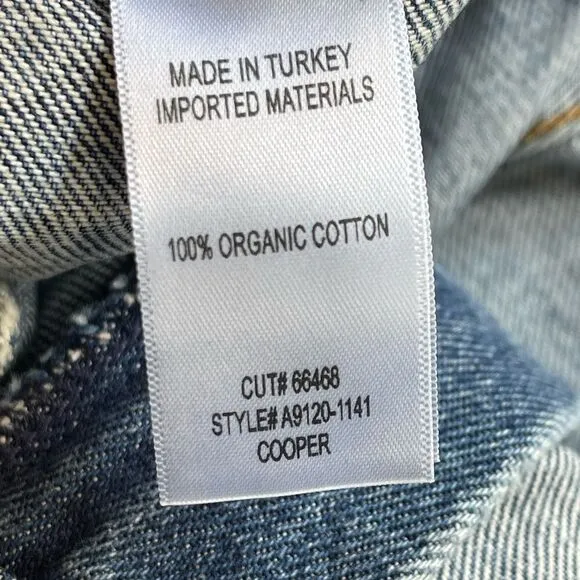 MADE IN TURKEY
IMPORTED MATERIALS
100% ORGANIC COTTON
CUT# 66468
STYLE# A9120-1141
COOPER